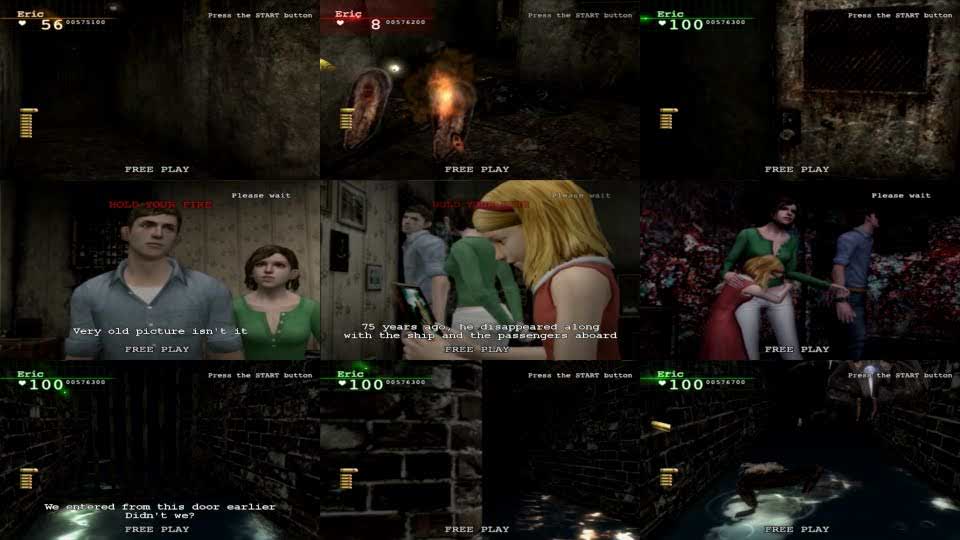 Eric
56 00575100
Press the START button
FREE PLAY
Eric
8 00576200
Press the START button
FREE PLAY
Eric
100 00576300
Press the START button
FREE PLAY
Please wait
HOLD YOUR FIRE
Very old picture isn't it
FREE PLAY
Please wait
HOLD YOUR FIRE
75 years ago, he disappeared along
with the ship and the passengers aboard
FREE PLAY
Please wait
FREE PLAY
Eric
100 00576300
Press the START button
We entered from this door earlier
Didn't we?
FREE PLAY
Eric
100 00576300
Press the START button
FREE PLAY
Eric
100 00576700
Press the START button
FREE PLAY